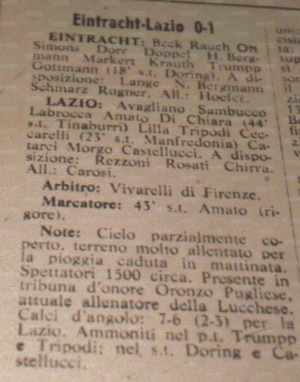 Eintracht-Lazio 0-1
EINTRACHT: Beck Rauch On
Simons Dorr Doppel H. Berg-
mann Markert Krauth Trumpp
Gottmann (18' s.t. Doring). A di-
sposizione: Lange N. Bergmann
Schmarz Rugner. All.: Hoefer.
LAZIO: Avagliano Sambucco
Labrocca Amato Di Chiara (44'
s.t. Tinaburri) Lilla Tripodi Cec-
carelli (23' s.t. Manfredonia) Ca-
tarci Morgo Castellucci. A dispo-
sizione: Rezzoni Rosati Chirra.
All.: Carosi.
Arbitro: Vivarelli di Firenze.
Marcatore: 43' s.t. Amato (ri-
gore).
Note: Cielo parzialmente co-
perto, terreno molto allentato per
la pioggia caduta in mattinata.
Spettatori 1500 circa. Presente in
tribuna d'onore Oronzo Pugliese,
attuale allenatore della Lucchese.
Calci d'angolo: 7-6 (2-3) per la
Lazio. Ammoniti nel p.t. Trumpp
e Tripodi; nel s.t. Doring e Ca-
stellucci.